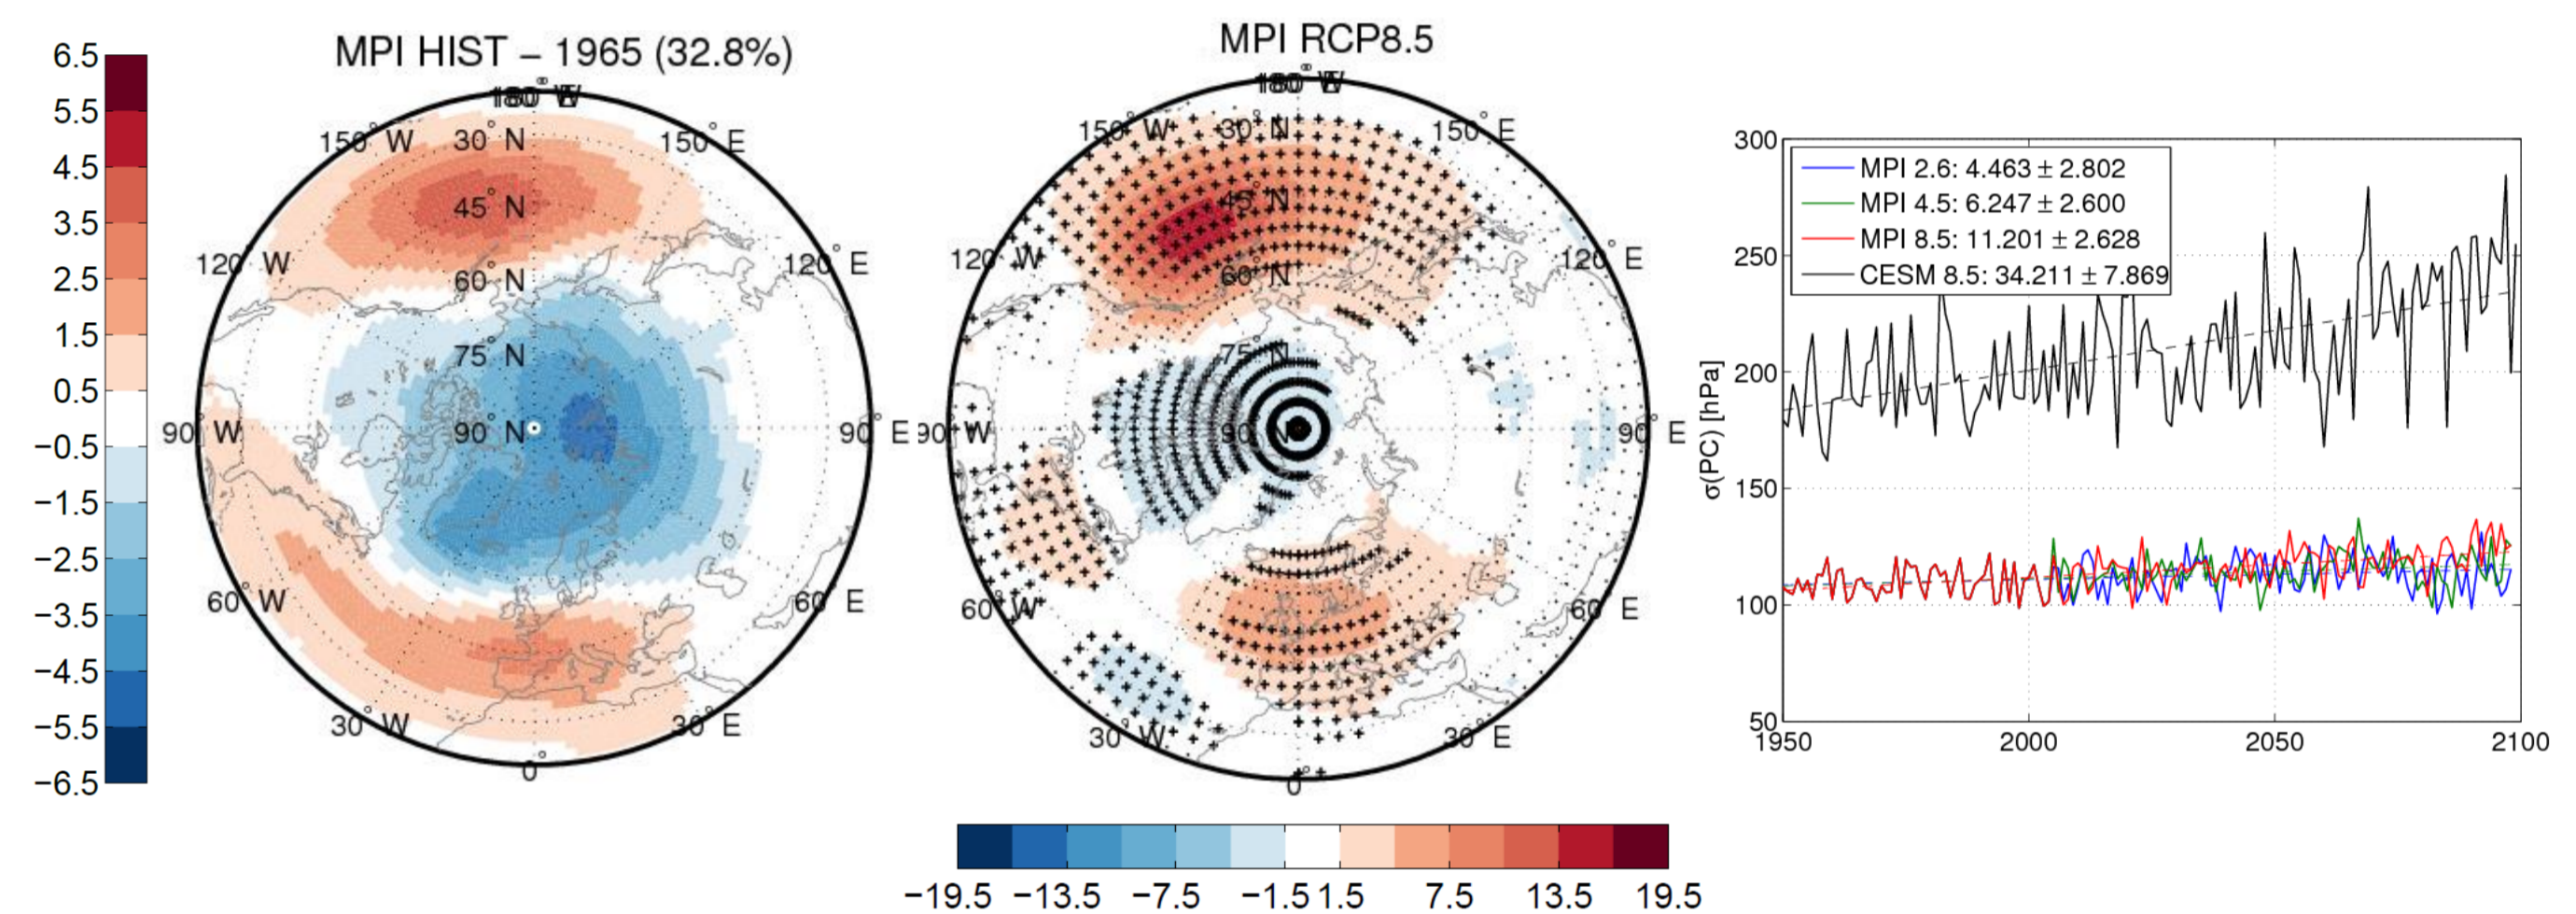 6.5
5.5
4.5
3.5
2.5
1.5
0.5
−0.5
−1.5
−2.5
−3.5
−4.5
−5.5
−6.5
MPI HIST – 1965 (32.8%)
150° W
30° N
150° E
45° N
120° W
60° N
120° E
75° N
90° W
90° N
90° E
60° W
60° E
30° W
30° E
0°
MPI RCP8.5
150° W
30° N
150° E
45° N
120° W
60° N
120° E
75° N
90° W
90° N
90° E
60° W
60° E
30° W
30° E
0°
−19.5 −13.5 −7.5 −1.5 1.5 7.5 13.5 19.5
σ(PC) [hPa]
300
250
200
150
100
50
MPI 2.6: 4.463 ± 2.802
MPI 4.5: 6.247 ± 2.600
MPI 8.5: 11.201 ± 2.628
CESM 8.5: 34.211 ± 7.869
1950 2000 2050 2100